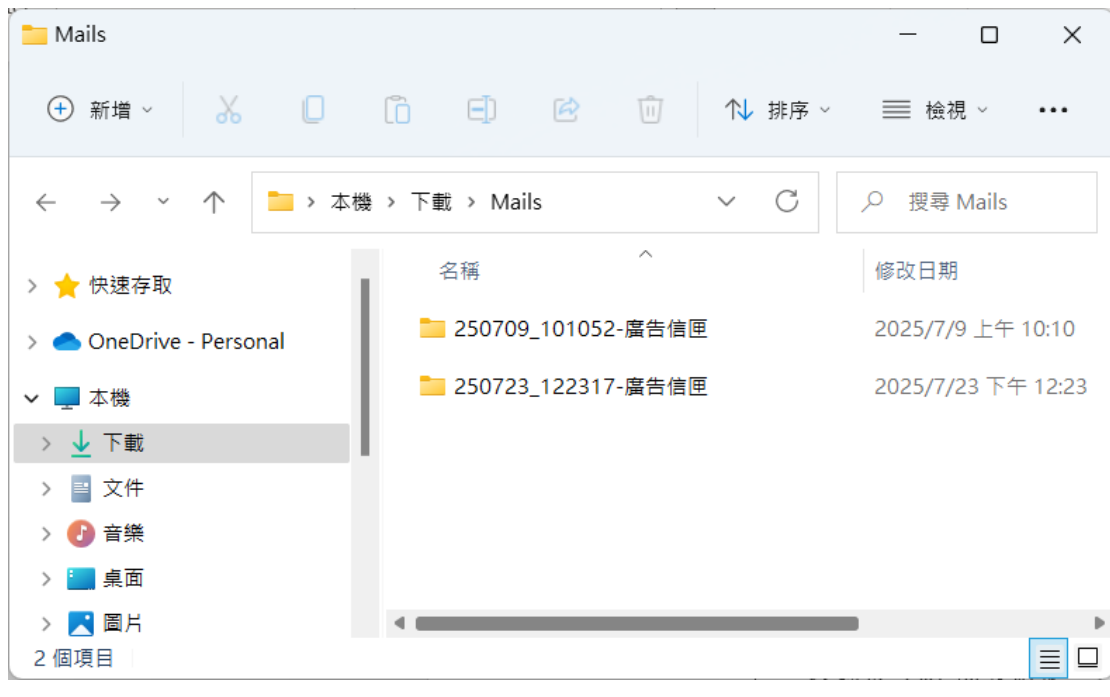 Mails
新增 排序 檢視
本機 > 下載 > Mails 搜尋 Mails
名稱 修改日期
快速存取
250709_101052-廣告信匣 2025/7/9 上午 10:10
OneDrive - Personal
250723_122317-廣告信匣 2025/7/23 下午 12:23
本機
下載
文件
音樂
桌面
圖片
2 個項目